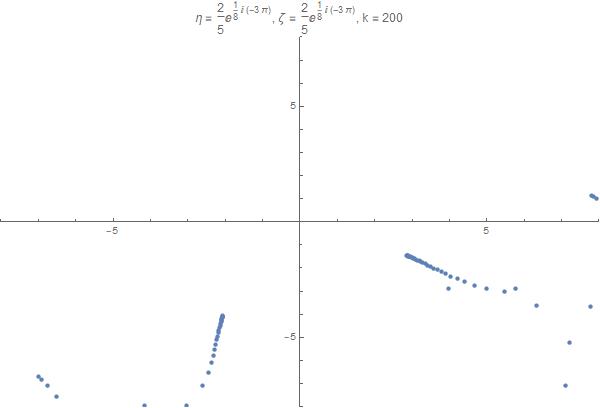 η = 2/5 e^(1/8 i (-3 π)), ζ = 2/5 e^(1/8 i (-3 π)), k = 200
5
-5
5
-5